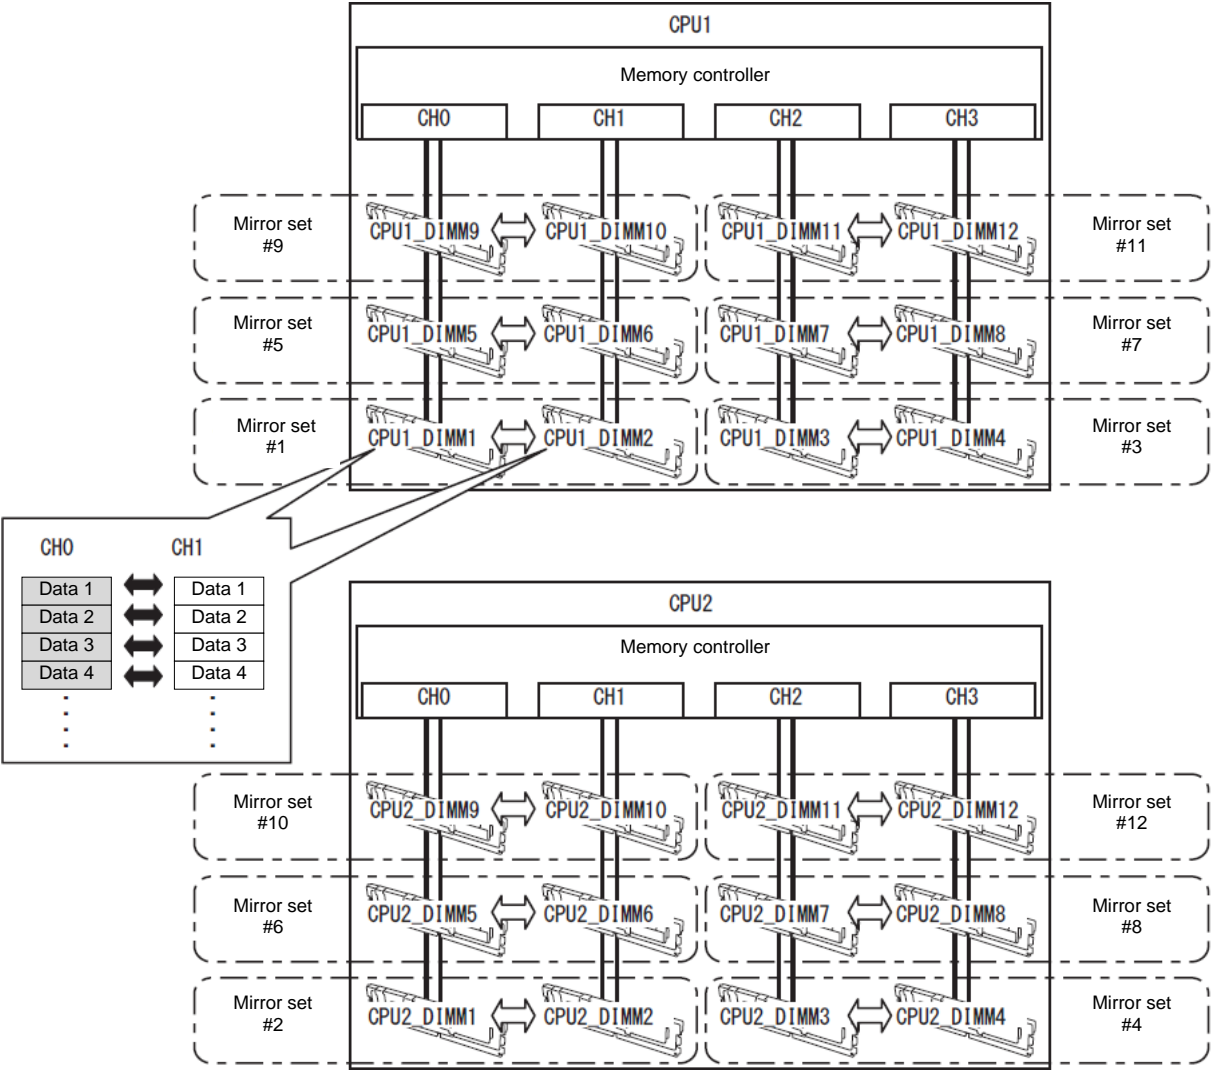 CPU1
Memory controller
CH0 CH1 CH2 CH3
Mirror set
#9
CPU1_DIMM9 CPU1_DIMM10 CPU1_DIMM11 CPU1_DIMM12
Mirror set
#11
Mirror set
#5
CPU1_DIMM5 CPU1_DIMM6 CPU1_DIMM7 CPU1_DIMM8
Mirror set
#7
Mirror set
#1
CPU1_DIMM1 CPU1_DIMM2 CPU1_DIMM3 CPU1_DIMM4
Mirror set
#3
CH0 CH1
Data 1 Data 1
Data 2 Data 2
Data 3 Data 3
Data 4 Data 4
CPU2
Memory controller
CH0 CH1 CH2 CH3
Mirror set
#10
CPU2_DIMM9 CPU2_DIMM10 CPU2_DIMM11 CPU2_DIMM12
Mirror set
#12
Mirror set
#6
CPU2_DIMM5 CPU2_DIMM6 CPU2_DIMM7 CPU2_DIMM8
Mirror set
#8
Mirror set
#2
CPU2_DIMM1 CPU2_DIMM2 CPU2_DIMM3 CPU2_DIMM4
Mirror set
#4